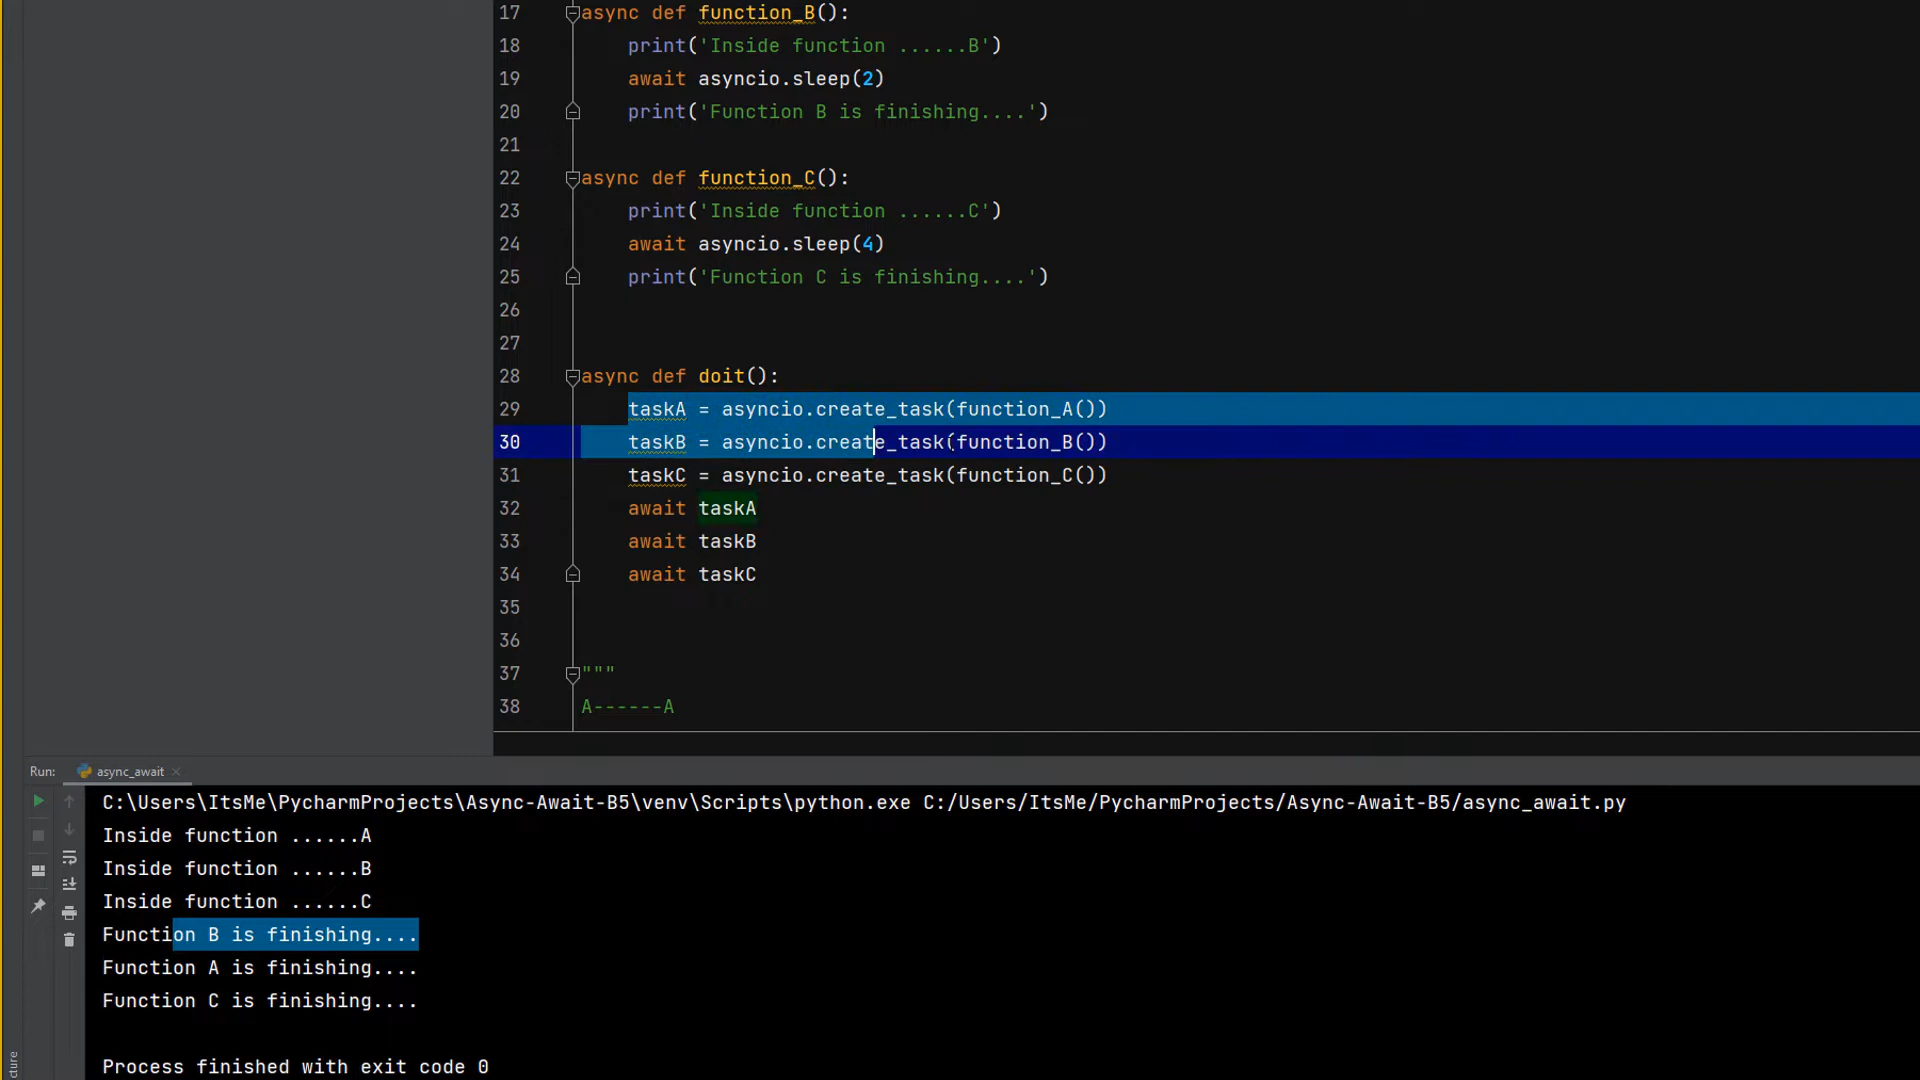 17 async def function_B():
18 print('Inside function ......B')
19 await asyncio.sleep(2)
20 print('Function B is finishing....')
21
22 async def function_C():
23 print('Inside function ......C')
24 await asyncio.sleep(4)
25 print('Function C is finishing....')
26
27
28 async def doit():
29 taskA = asyncio.create_task(function_A())
30 taskB = asyncio.create_task(function_B())
31 taskC = asyncio.create_task(function_C())
32 await taskA
33 await taskB
34 await taskC
35
36
37 """
38 A------A
Run: async_await
C:\Users\ItsMe\PycharmProjects\Async-Await-B5\venv\Scripts\python.exe C:/Users/ItsMe/PycharmProjects/Async-Await-B5/async_await.py
Inside function ......A
Inside function ......B
Inside function ......C
Function B is finishing....
Function A is finishing....
Function C is finishing....
Process finished with exit code 0